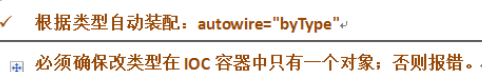 ✓ 根据类型自动装配：autowire="byType"
必须确保改类型在 IOC 容器中只有一个对象；否则报错。